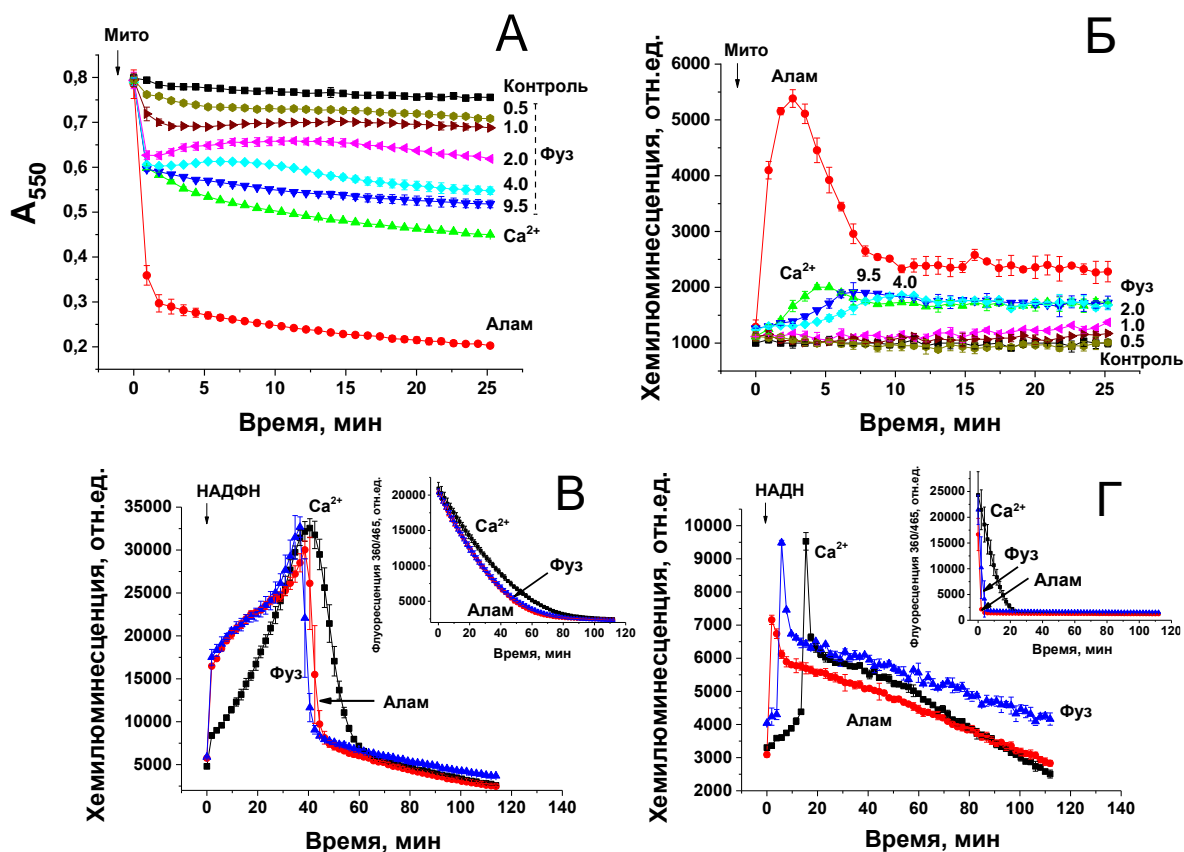 А
Мито
A550
0,8
0,7
0,6
0,5
0,4
0,3
0,2
Контроль
0.5
1.0
2.0
4.0
9.5
Фуз
Ca2+
Алам
0 5 10 15 20 25
Время, мин
Б
Мито
Хемилюминесценция, отн.ед.
6000
5000
4000
3000
2000
1000
Алам
Ca2+
9.5
4.0
Фуз
2.0
1.0
0.5
Контроль
0 5 10 15 20 25
Время, мин
В
НАДФН
Хемилюминесценция, отн.ед.
35000
30000
25000
20000
15000
10000
5000
Ca2+
Фуз
Алам
0 20 40 60 80 100 120 140
Время, мин
Флуоресценция 360/465, отн.ед.
20000
15000
10000
5000
Ca2+
Фуз
Алам
0 20 40 60 80 100 120
Время, мин
Г
НАДН
Хемилюминесценция, отн.ед.
10000
9000
8000
7000
6000
5000
4000
3000
2000
Ca2+
Алам
Фуз
0 20 40 60 80 100 120 140
Время, мин
Флуоресценция 360/465, отн.ед.
25000
20000
15000
10000
5000
0
Ca2+
Фуз
Алам
0 20 40 60 80 100 120
Время, мин